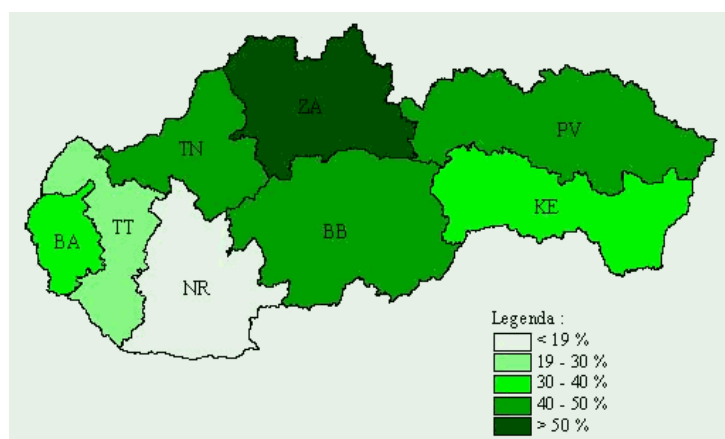 ZA
PV
TN
KE
TT
BB
BA
NR
Legenda :
< 19 %
19 - 30 %
30 - 40 %
40 - 50 %
> 50 %